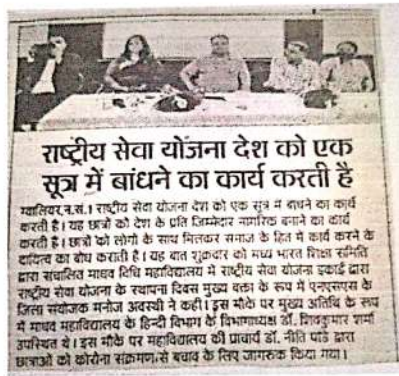 राष्ट्रीय सेवा योजना देश को एक
सूत्र में बांधने का कार्य करती है
ग्वालियर,न.सं.। राष्ट्रीय सेवा योजना देश को एक सूत्र में बांधने का कार्य
करती है। यह छात्रों को देश के प्रति जिम्मेदार नागरिक बनाने का कार्य
करती है। छात्रों को लोगों के साथ मिलकर समाज के हित में कार्य करने के
दायित्व का बोध कराती है। यह बात शुक्रवार को मध्य भारत शिक्षा समिति
द्वारा संचालित माधव विधि महाविद्यालय में राष्ट्रीय सेवा योजना इकाई द्वारा
राष्ट्रीय सेवा योजना के स्थापना दिवस मुख्य वक्ता के रूप में एनएसएस के
जिला संयोजक मनोज अवस्थी ने कही। इस मौके पर मुख्य अतिथि के रूप
में माधव महाविद्यालय के हिन्दी विभाग के विभागाध्यक्ष डॉ. शिवकुमार शर्मा
उपस्थित थे। इस मौके पर महाविद्यालय की प्राचार्य डॉ. नीति पांडे द्वारा
छात्राओं को कोरोना संक्रमण से बचाव के लिए जागरुक किया गया।